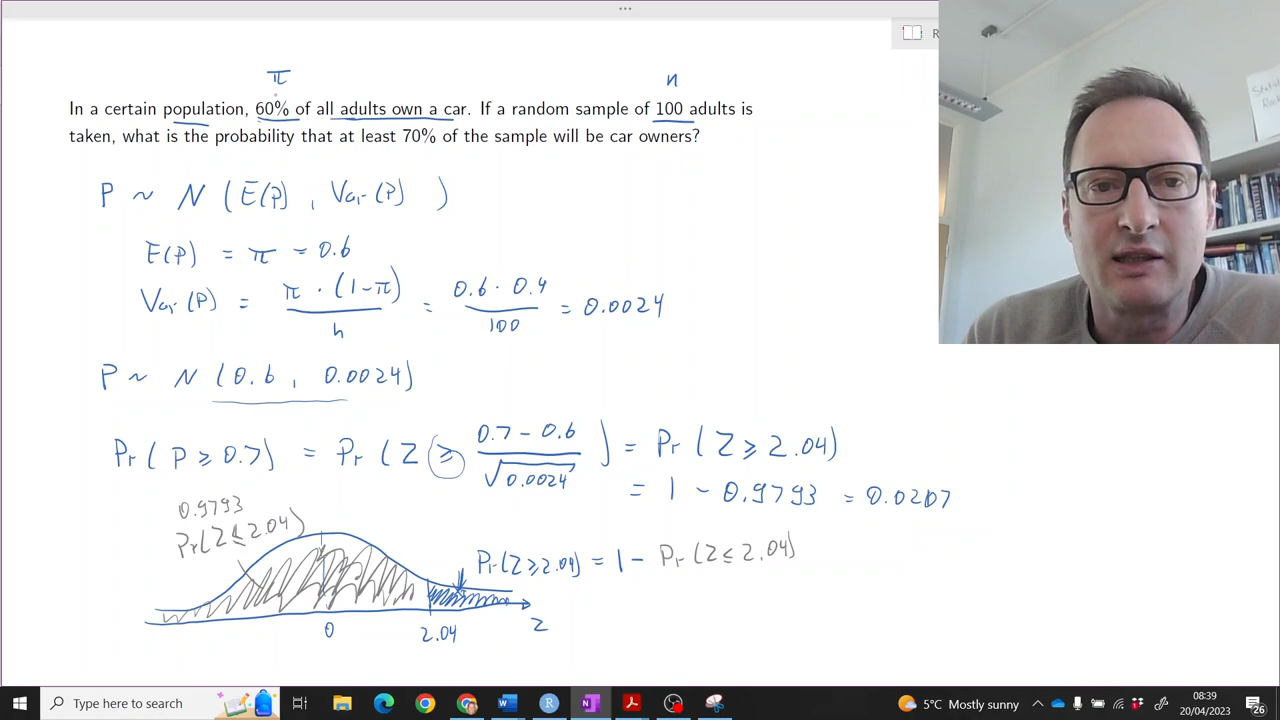 R
π
n
In a certain population, 60% of all adults own a car. If a random sample of 100 adults is
taken, what is the probability that at least 70% of the sample will be car owners?
P ~ N ( E(P) , Var(P) )
E(P) = π = 0.6
Var(P) = π · (1-π) / n = 0.6 · 0.4 / 100 = 0.0024
P ~ N (0.6 , 0.0024)
Pr ( P ≥ 0.7 ) = Pr ( Z ≥ 0.7 - 0.6 / √0.0024 ) = Pr ( Z ≥ 2.04 )
= 1 - 0.9793 = 0.0207
0.9793
Pr(Z ≤ 2.04)
Pr(Z ≥ 2.04) = 1 - Pr(Z ≤ 2.04)
0
2.04
Z
Type here to search
5°C Mostly sunny
08:39
20/04/2023
26